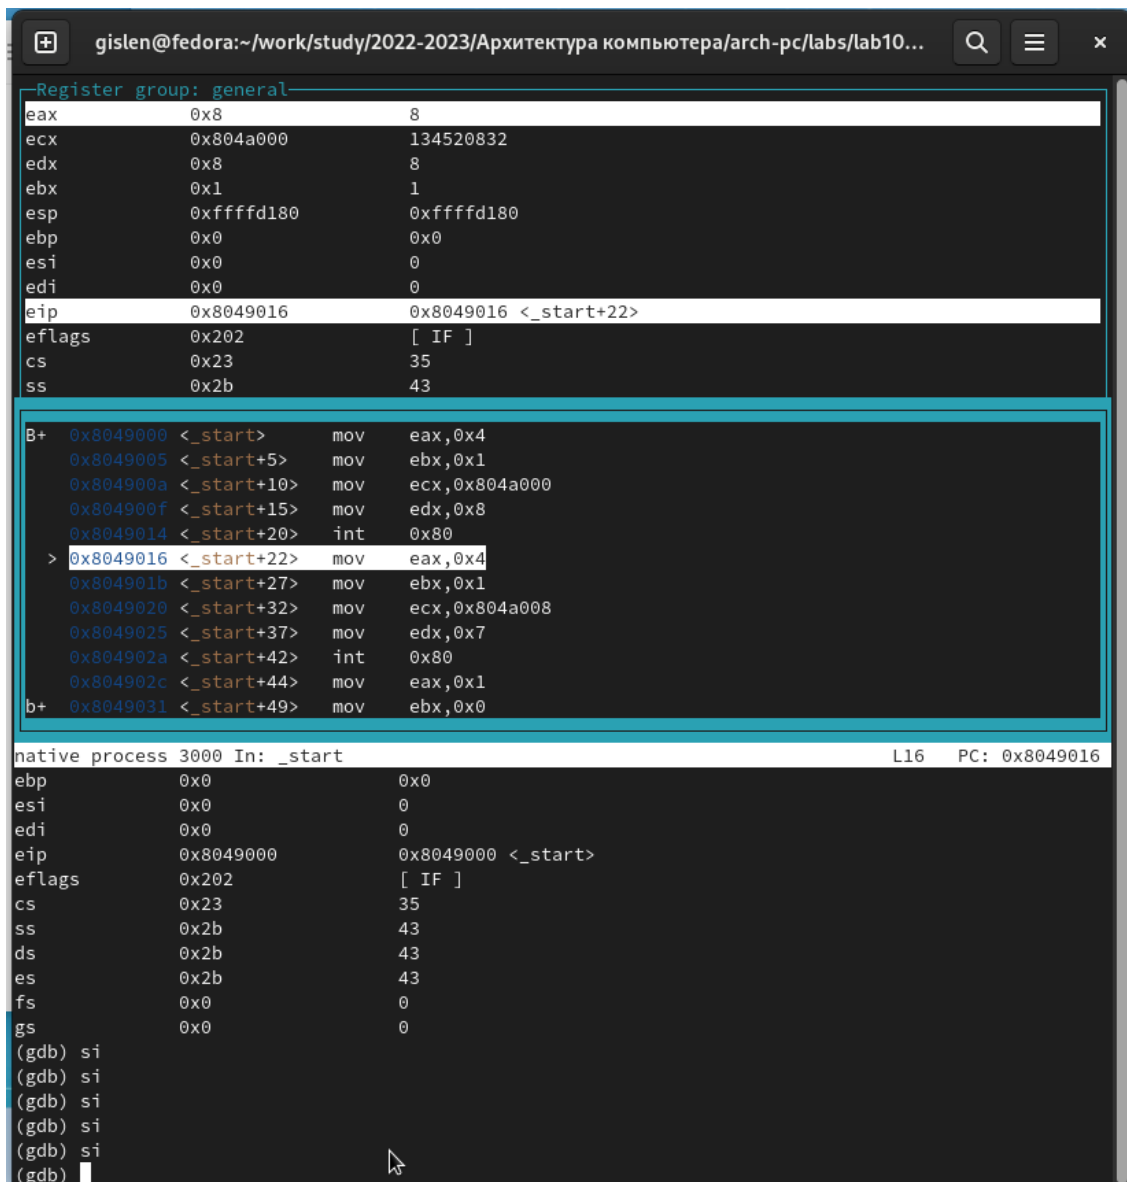 gislen@fedora:~/work/study/2022-2023/Архитектура компьютера/arch-pc/labs/lab10...
Register group: general
eax 0x8 8
ecx 0x804a000 134520832
edx 0x8 8
ebx 0x1 1
esp 0xffffd180 0xffffd180
ebp 0x0 0x0
esi 0x0 0
edi 0x0 0
eip 0x8049016 0x8049016 <_start+22>
eflags 0x202 [ IF ]
cs 0x23 35
ss 0x2b 43
B+ 0x8049000 <_start> mov eax,0x4
0x8049005 <_start+5> mov ebx,0x1
0x804900a <_start+10> mov ecx,0x804a000
0x804900f <_start+15> mov edx,0x8
0x8049014 <_start+20> int 0x80
> 0x8049016 <_start+22> mov eax,0x4
0x804901b <_start+27> mov ebx,0x1
0x8049020 <_start+32> mov ecx,0x804a008
0x8049025 <_start+37> mov edx,0x7
0x804902a <_start+42> int 0x80
0x804902c <_start+44> mov eax,0x1
b+ 0x8049031 <_start+49> mov ebx,0x0
native process 3000 In: _start L16 PC: 0x8049016
ebp 0x0 0x0
esi 0x0 0
edi 0x0 0
eip 0x8049000 0x8049000 <_start>
eflags 0x202 [ IF ]
cs 0x23 35
ss 0x2b 43
ds 0x2b 43
es 0x2b 43
fs 0x0 0
gs 0x0 0
(gdb) si
(gdb) si
(gdb) si
(gdb) si
(gdb) si
(gdb)